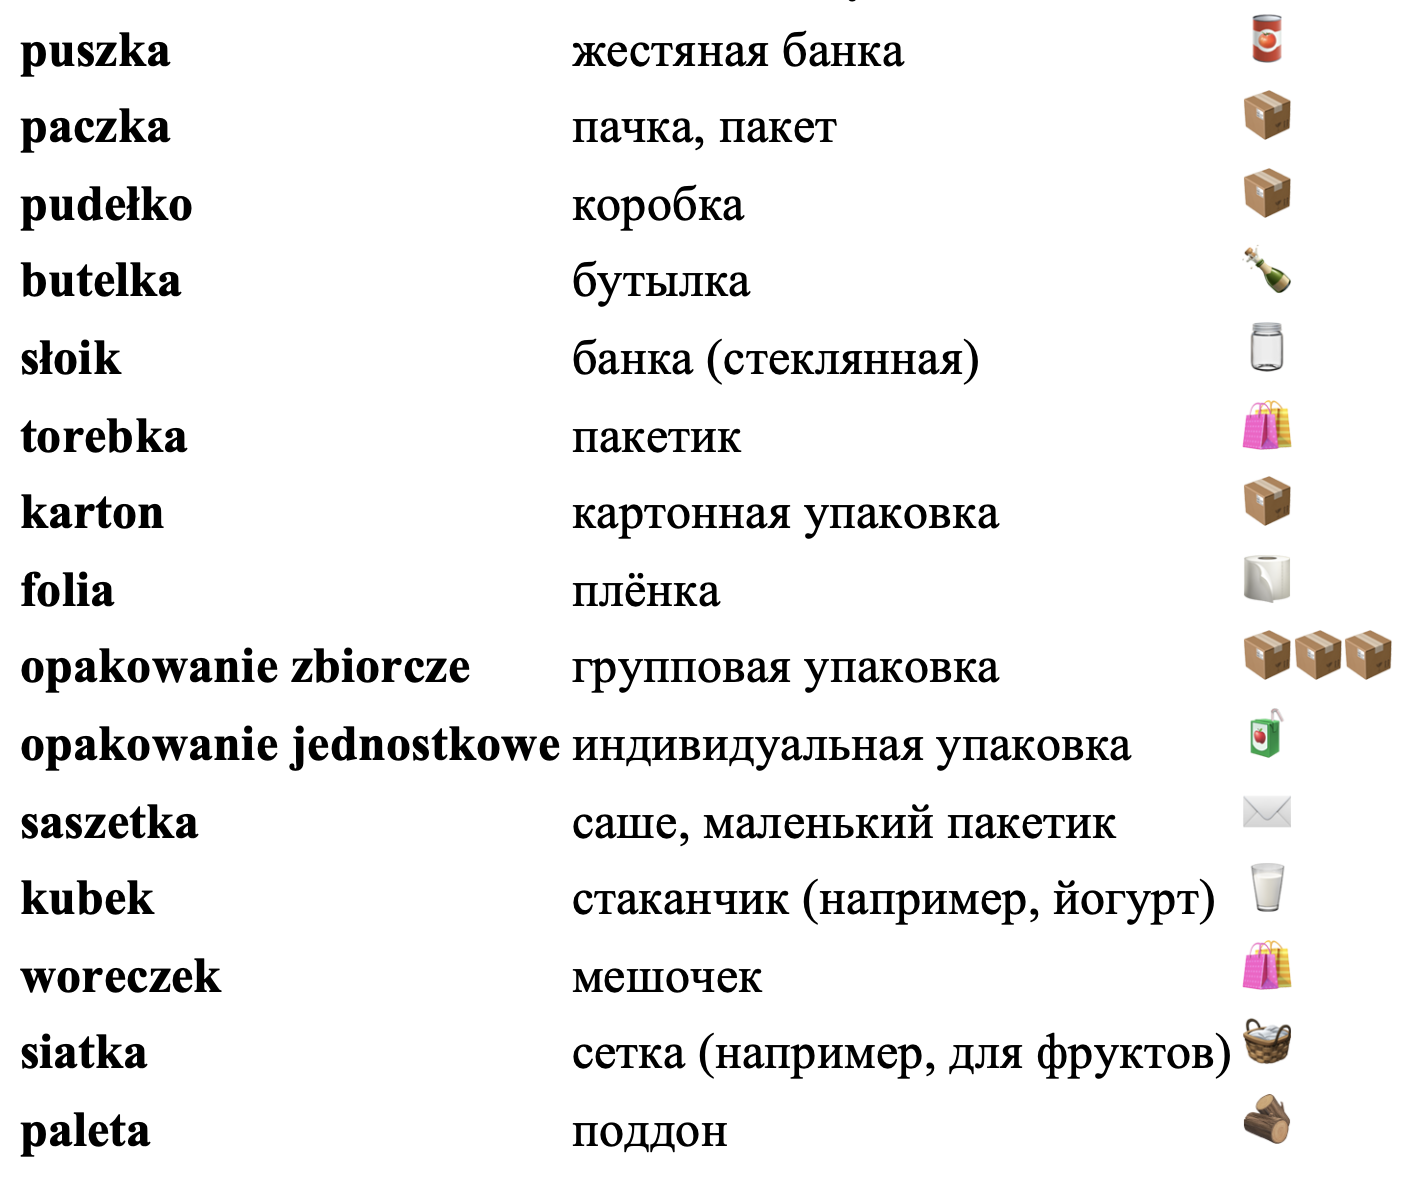 puszka жестяная банка
paczka пачка, пакет
pudełko коробка
butelka бутылка
słoik банка (стеклянная)
torebka пакетик
karton картонная упаковка
folia плёнка
opakowanie zbiorcze групповая упаковка
opakowanie jednostkowe индивидуальная упаковка
saszetka саше, маленький пакетик
kubek стаканчик (например, йогурт)
woreczek мешочек
siatka сетка (например, для фруктов)
paleta поддон